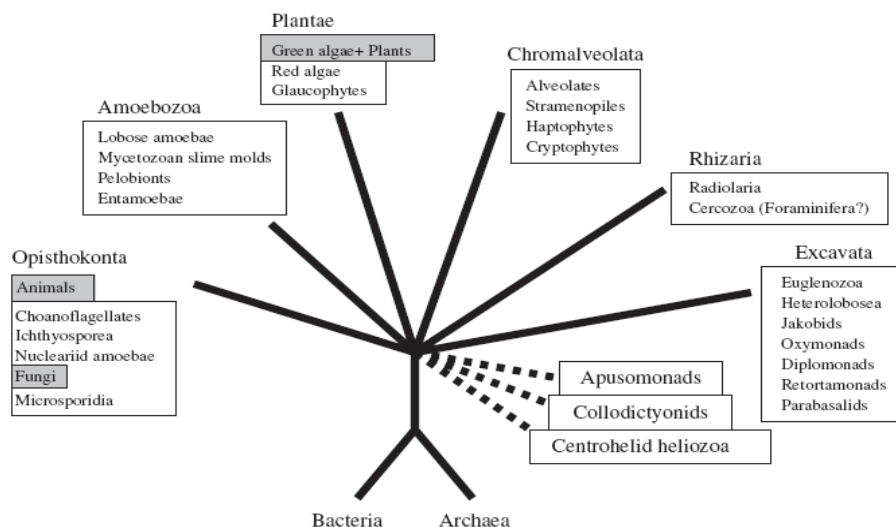 Plantae
Green algae+ Plants
Red algae
Glaucophytes
Chromalveolata
Alveolates
Stramenopiles
Haptophytes
Cryptophytes
Amoebozoa
Lobose amoebae
Mycetozoan slime molds
Pelobionts
Entamoebae
Rhizaria
Radiolaria
Cercozoa (Foraminifera?)
Opisthokonta
Animals
Choanoflagellates
Ichthyosporea
Nucleariid amoebae
Fungi
Microsporidia
Excavata
Euglenozoa
Heterolobosea
Jakobids
Oxymonads
Diplomonads
Retortamonads
Parabasalids
Apusomonads
Collodictyonids
Centrohelid heliozoa
Bacteria
Archaea